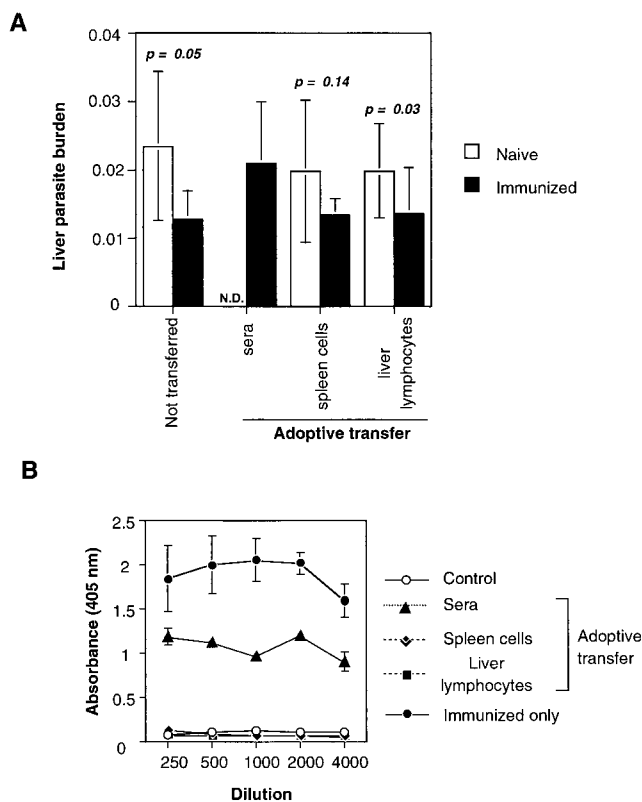 A
0.04
0.03
0.02
0.01
0
Liver parasite burden
p = 0.05
p = 0.14
p = 0.03
N.D.
Naive
Immunized
Not transferred
sera
spleen cells
liver
lymphocytes
Adoptive transfer
B
2.5
2
1.5
1
0.5
0
Absorbance (405 nm)
250 500 1000 2000 4000
Dilution
Control
Sera
Spleen cells
Liver
lymphocytes
Immunized only
Adoptive
transfer